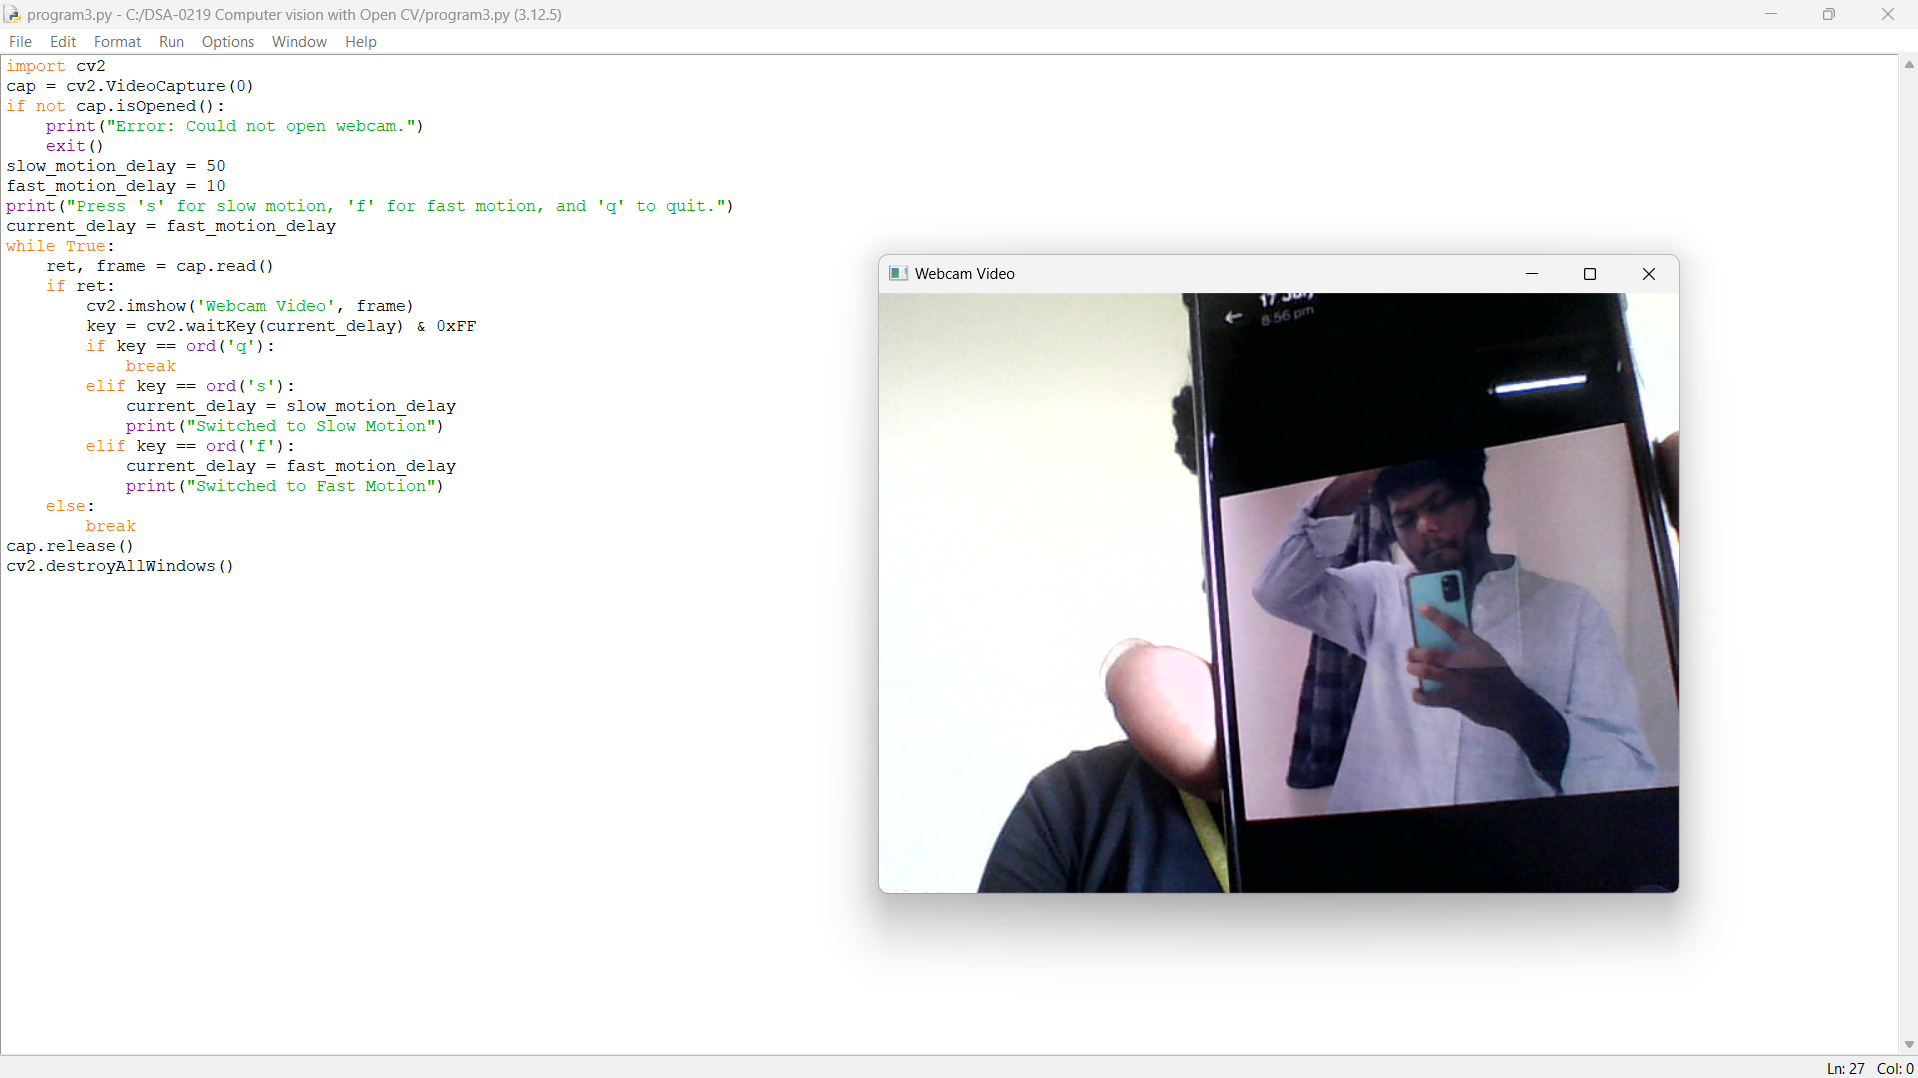 program3.py - C:/DSA-0219 Computer vision with Open CV/program3.py (3.12.5)
File Edit Format Run Options Window Help
import cv2
cap = cv2.VideoCapture(0)
if not cap.isOpened():
    print("Error: Could not open webcam.")
    exit()
slow_motion_delay = 50
fast_motion_delay = 10
print("Press 's' for slow motion, 'f' for fast motion, and 'q' to quit.")
current_delay = fast_motion_delay
while True:
    ret, frame = cap.read()
    if ret:
        cv2.imshow('Webcam Video', frame)
        key = cv2.waitKey(current_delay) & 0xFF
        if key == ord('q'):
            break
        elif key == ord('s'):
            current_delay = slow_motion_delay
            print("Switched to Slow Motion")
        elif key == ord('f'):
            current_delay = fast_motion_delay
            print("Switched to Fast Motion")
    else:
        break
cap.release()
cv2.destroyAllWindows()
Webcam Video
17
8:56 pm
Ln: 27 Col: 0